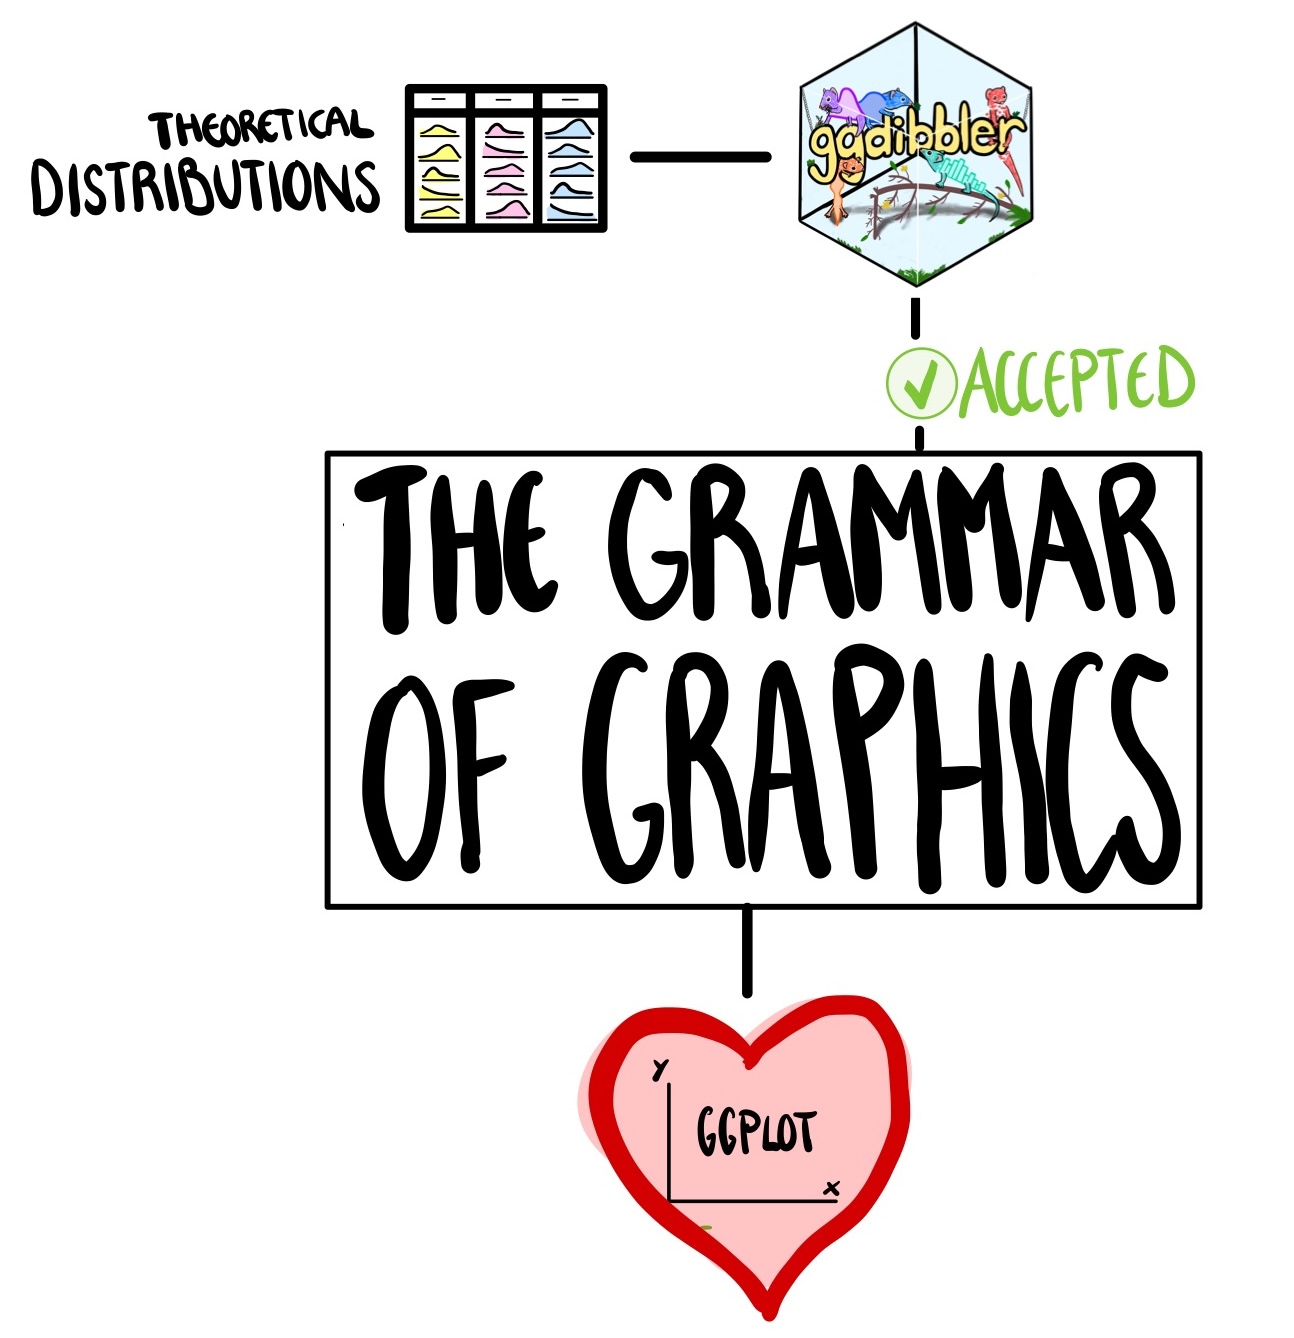 THEORETICAL
DISTRIBUTIONS
ggdibbler
ACCEPTED
THE GRAMMAR
OF GRAPHICS
Y
GGPLOT
X